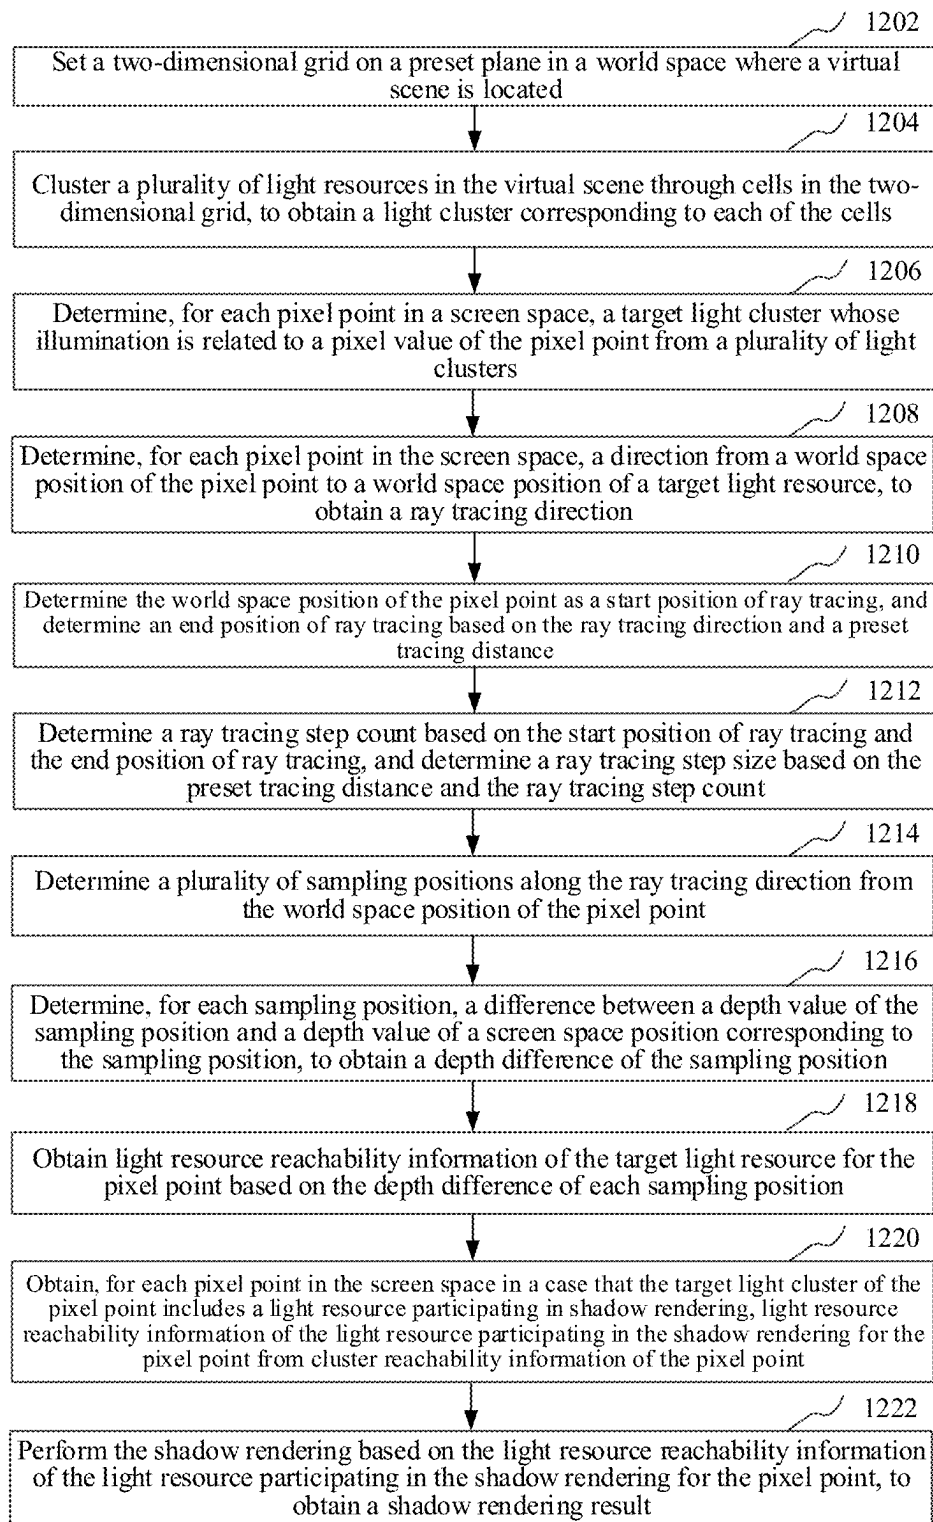 1202
Set a two-dimensional grid on a preset plane in a world space where a virtual
scene is located
1204
Cluster a plurality of light resources in the virtual scene through cells in the two-
dimensional grid, to obtain a light cluster corresponding to each of the cells
1206
Determine, for each pixel point in a screen space, a target light cluster whose
illumination is related to a pixel value of the pixel point from a plurality of light
clusters
1208
Determine, for each pixel point in the screen space, a direction from a world space
position of the pixel point to a world space position of a target light resource, to
obtain a ray tracing direction
1210
Determine the world space position of the pixel point as a start position of ray tracing, and
determine an end position of ray tracing based on the ray tracing direction and a preset
tracing distance
1212
Determine a ray tracing step count based on the start position of ray tracing and
the end position of ray tracing, and determine a ray tracing step size based on the
preset tracing distance and the ray tracing step count
1214
Determine a plurality of sampling positions along the ray tracing direction from
the world space position of the pixel point
1216
Determine, for each sampling position, a difference between a depth value of the
sampling position and a depth value of a screen space position corresponding to
the sampling position, to obtain a depth difference of the sampling position
1218
Obtain light resource reachability information of the target light resource for the
pixel point based on the depth difference of each sampling position
1220
Obtain, for each pixel point in the screen space in a case that the target light cluster of the
pixel point includes a light resource participating in shadow rendering, light resource
reachability information of the light resource participating in the shadow rendering for the
pixel point from cluster reachability information of the pixel point
1222
Perform the shadow rendering based on the light resource reachability information
of the light resource participating in the shadow rendering for the pixel point, to
obtain a shadow rendering result